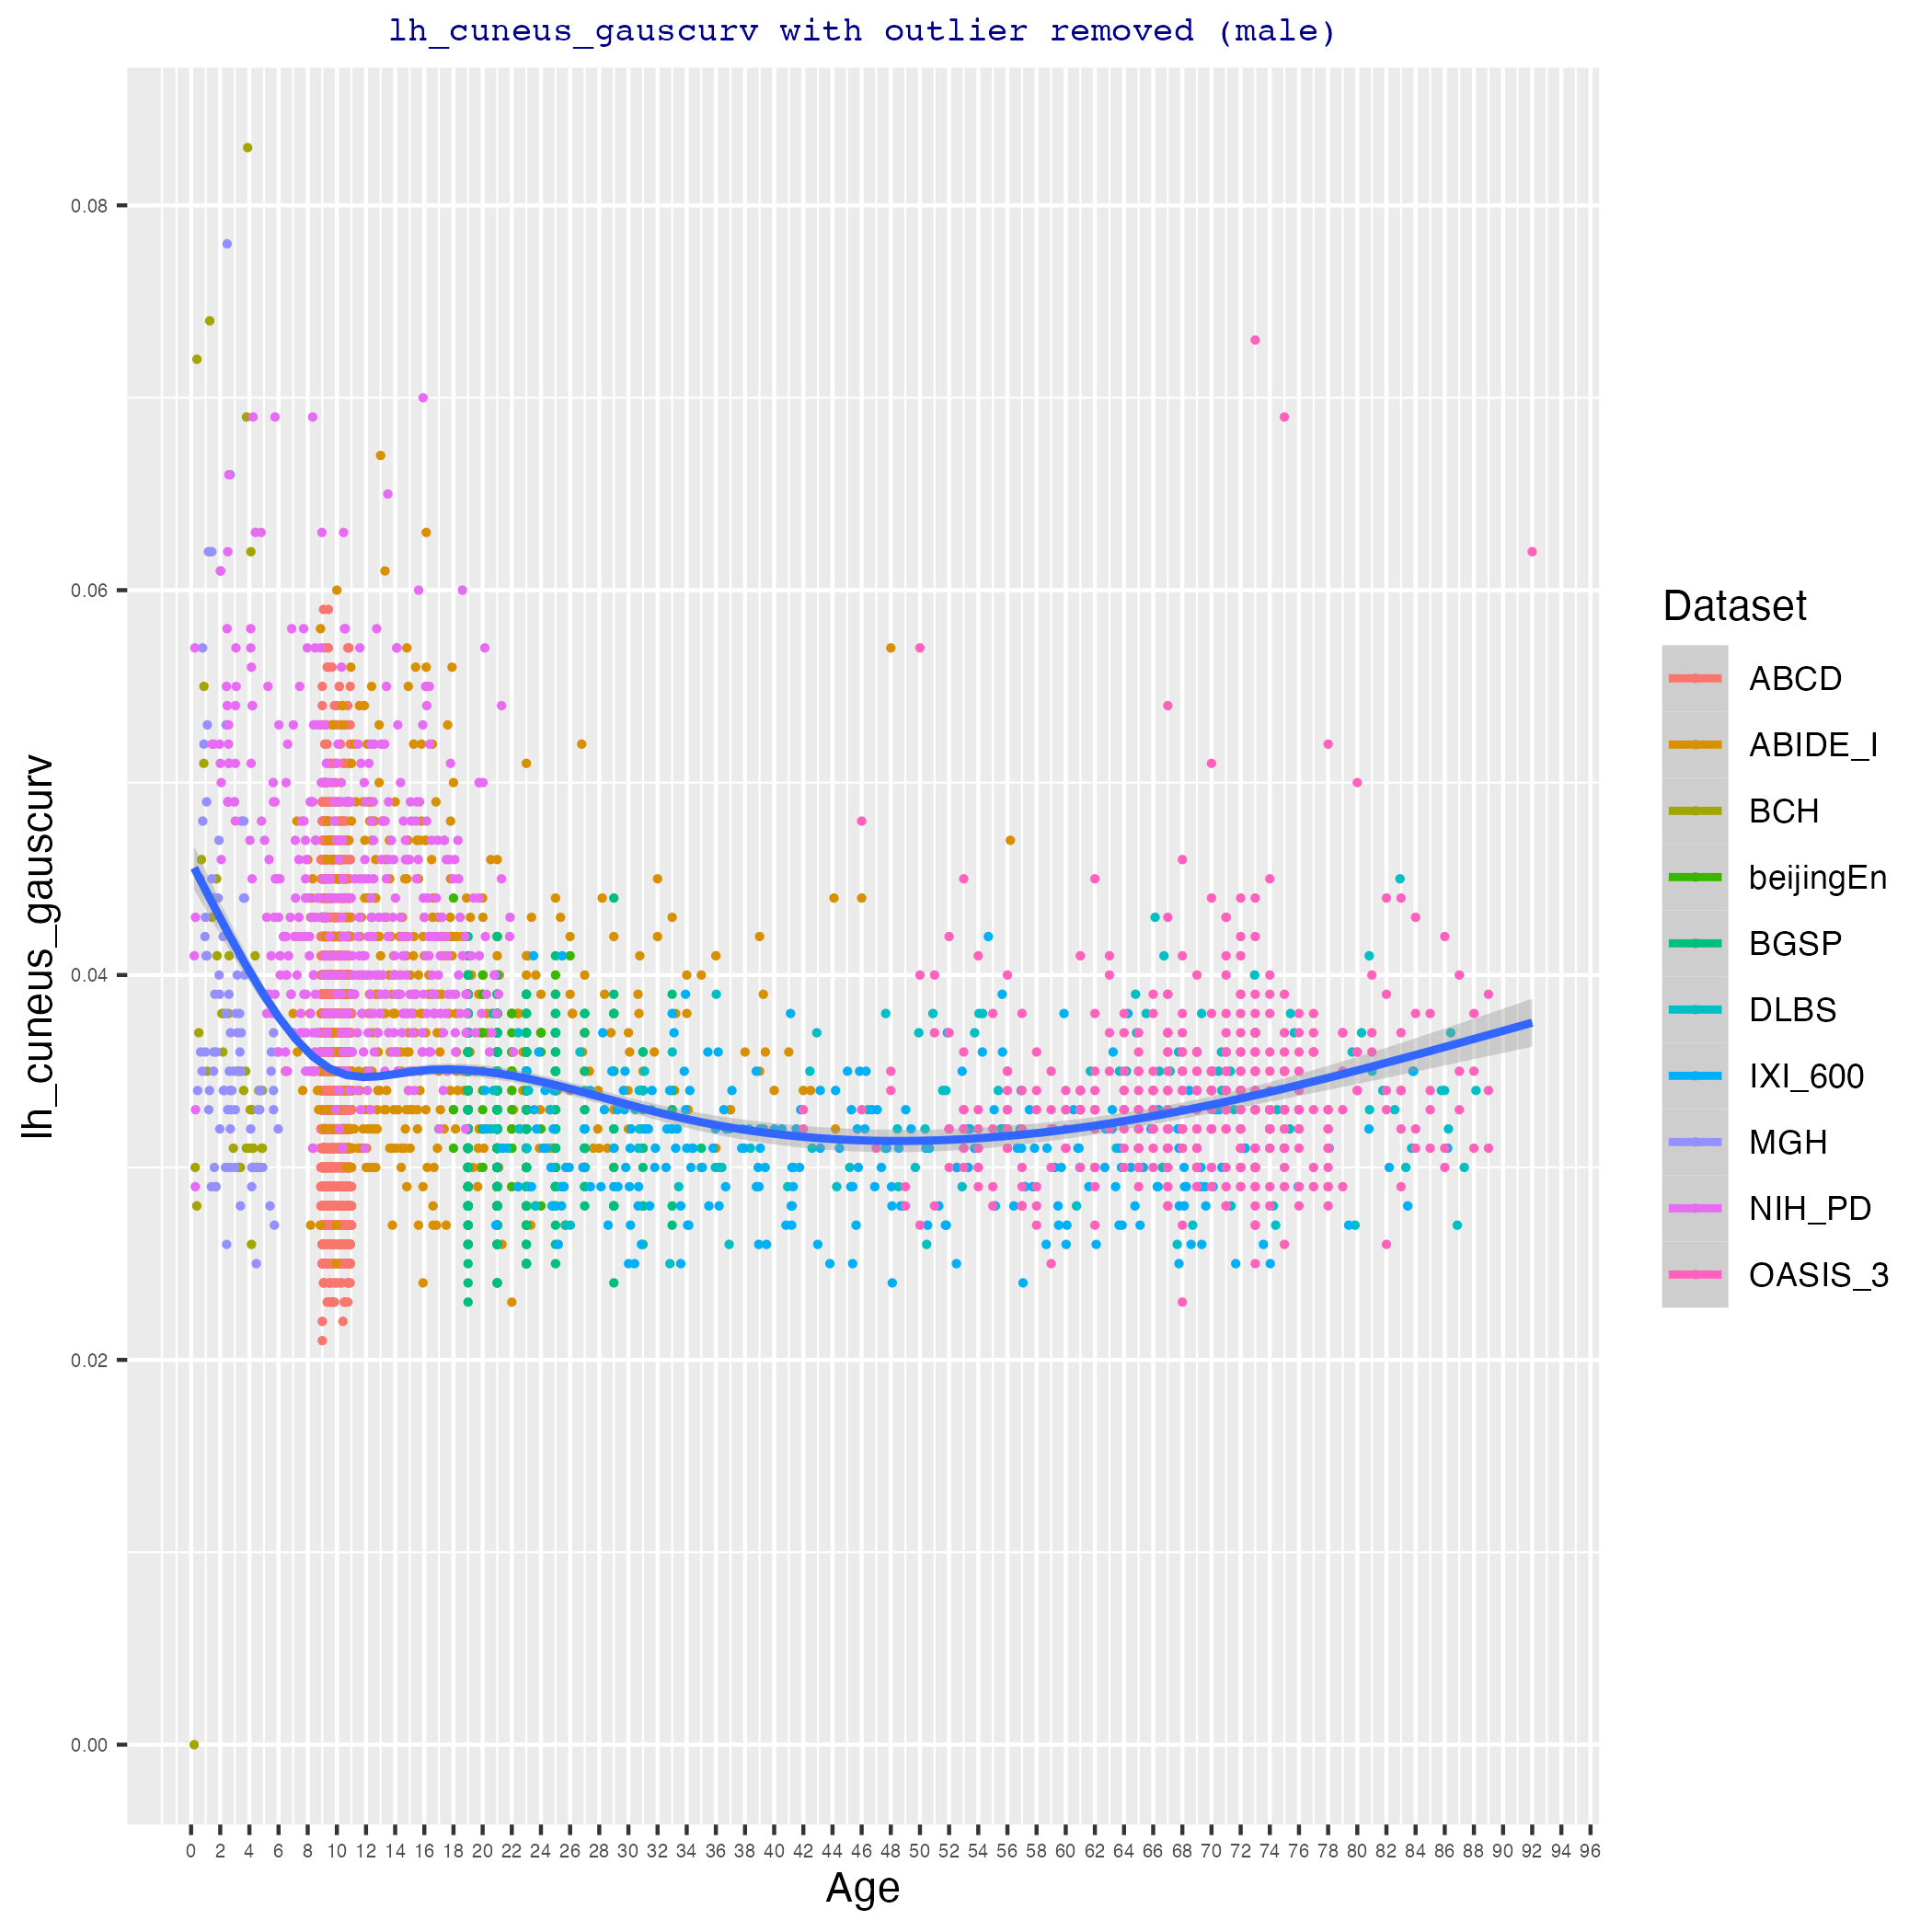 lh_cuneus_gauscurv with outlier removed (male)
lh_cuneus_gauscurv
0.08
0.06
0.04
0.02
0.00
0 2 4 6 8 10 12 14 16 18 20 22 24 26 28 30 32 34 36 38 40 42 44 46 48 50 52 54 56 58 60 62 64 66 68 70 72 74 76 78 80 82 84 86 88 90 92 94 96
Age
Dataset
ABCD
ABIDE_I
BCH
beijingEn
BGSP
DLBS
IXI_600
MGH
NIH_PD
OASIS_3